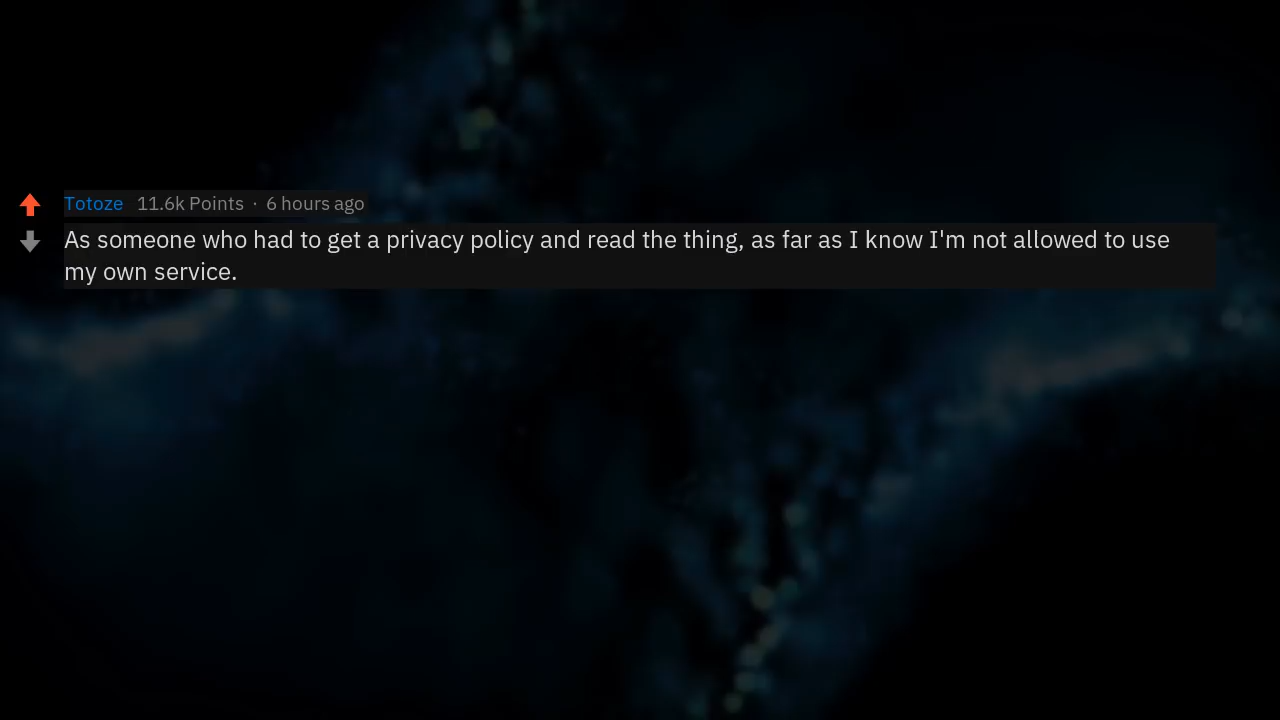 Totoze 11.6k Points · 6 hours ago
As someone who had to get a privacy policy and read the thing, as far as I know I'm not allowed to use
my own service.